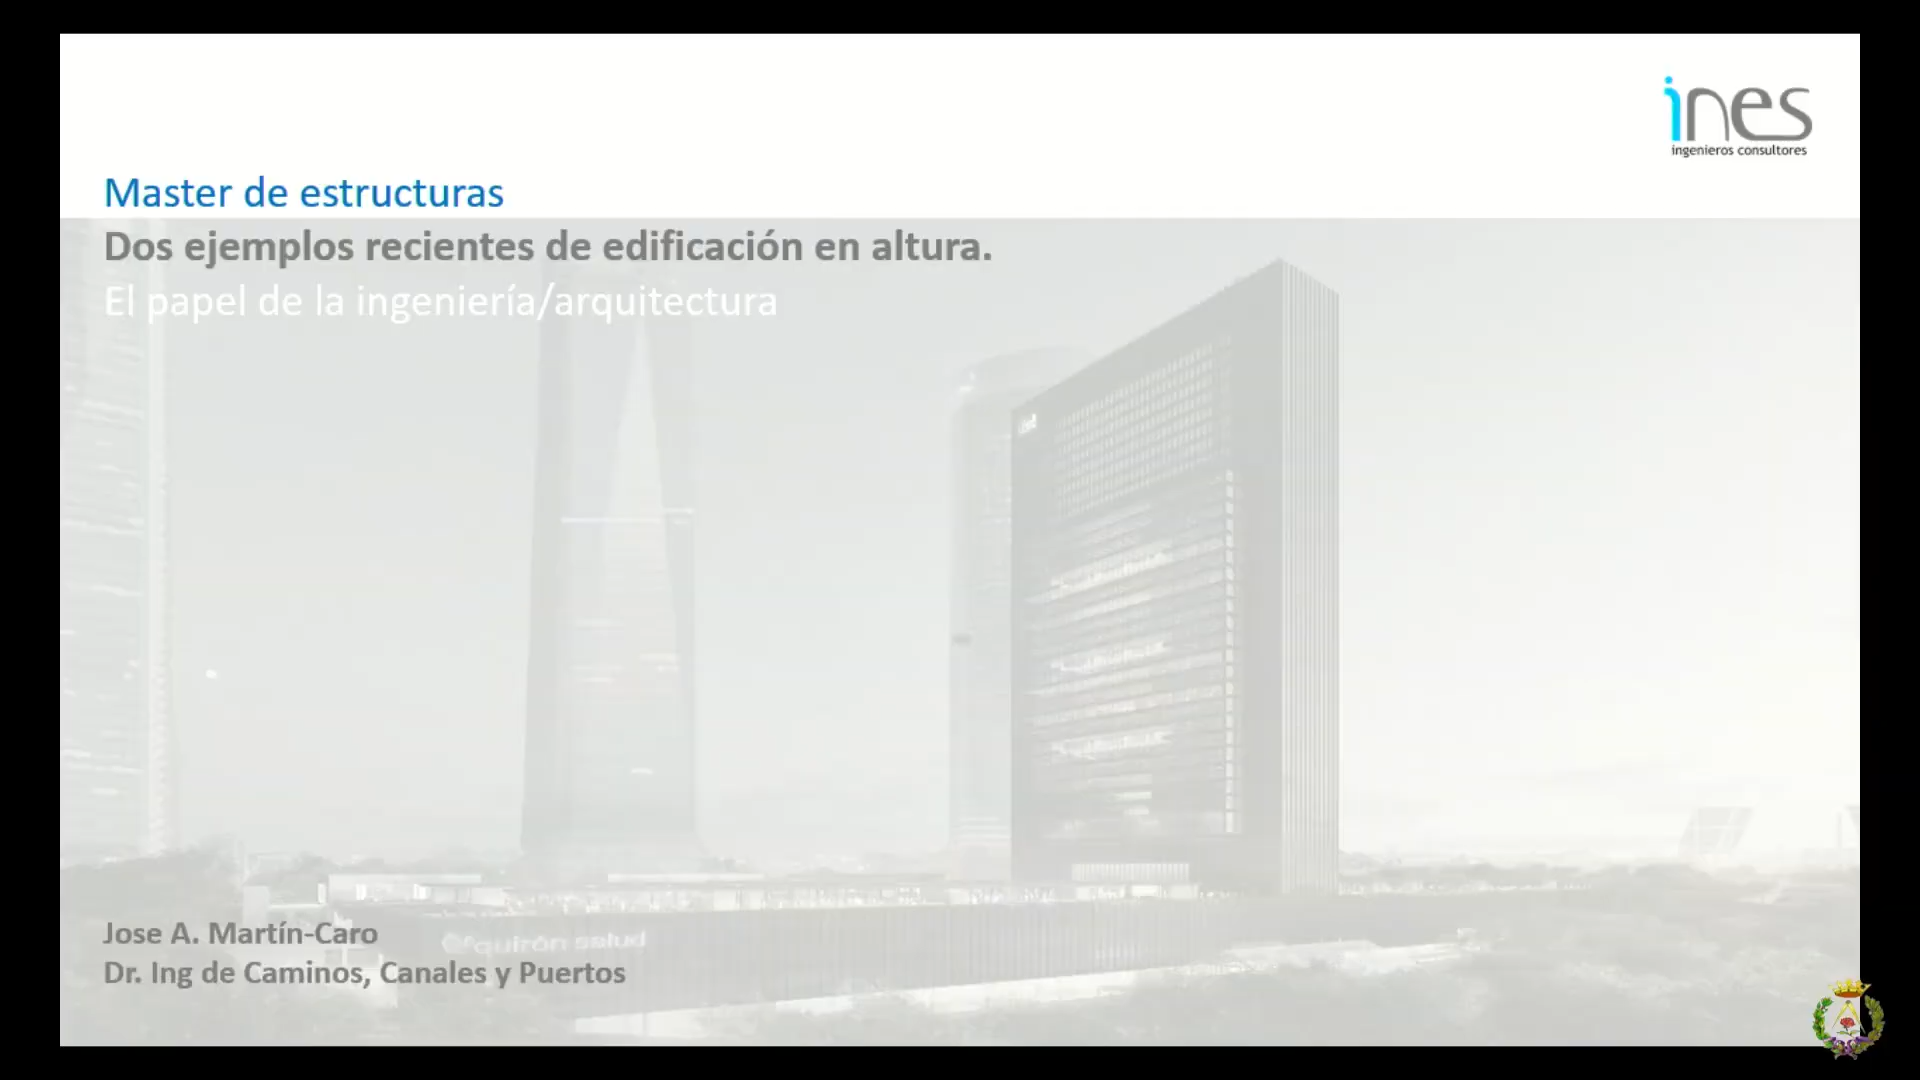 ines
ingenieros consultores
Master de estructuras
Dos ejemplos recientes de edificación en altura.
El papel de la ingeniería/arquitectura
quirón salud
Jose A. Martín-Caro
Dr. Ing de Caminos, Canales y Puertos